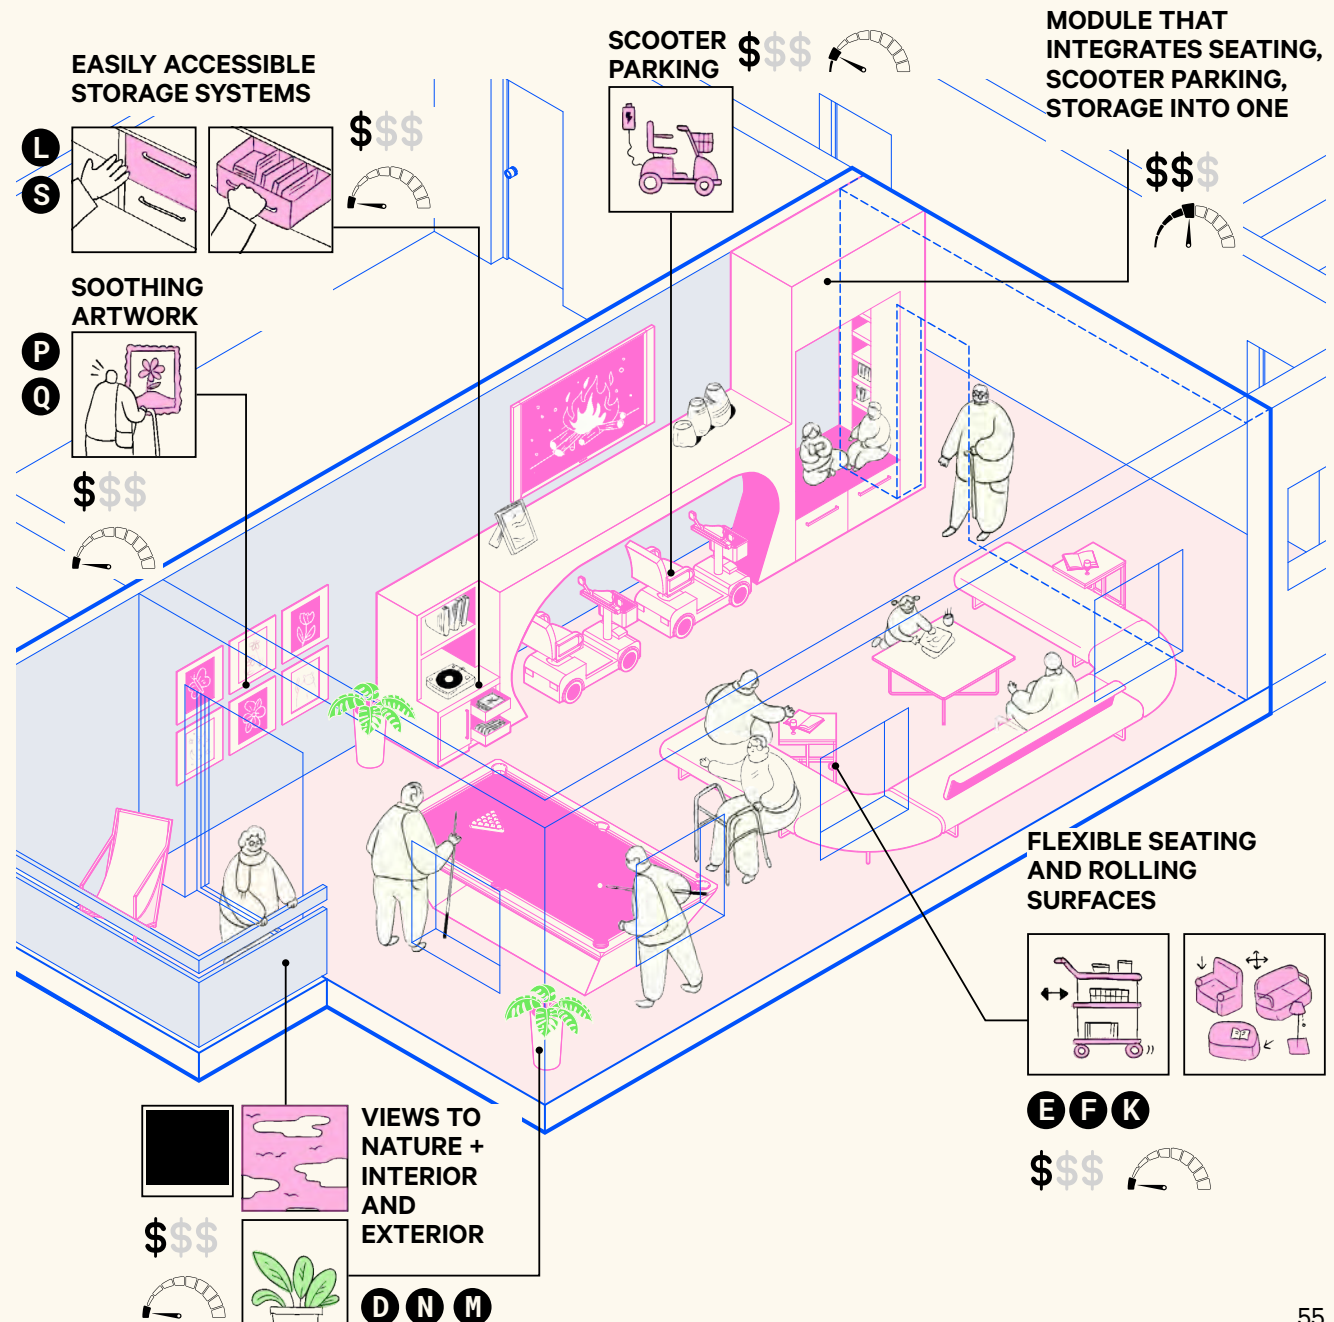 EASILY ACCESSIBLE
STORAGE SYSTEMS
L
S
$$$
SOOTHING
ARTWORK
P
Q
$$$
SCOOTER
PARKING
$$$
MODULE THAT
INTEGRATES SEATING,
SCOOTER PARKING,
STORAGE INTO ONE
$$$
FLEXIBLE SEATING
AND ROLLING
SURFACES
E F K
$$$
VIEWS TO
NATURE +
INTERIOR
AND
EXTERIOR
$$$
D N M
55